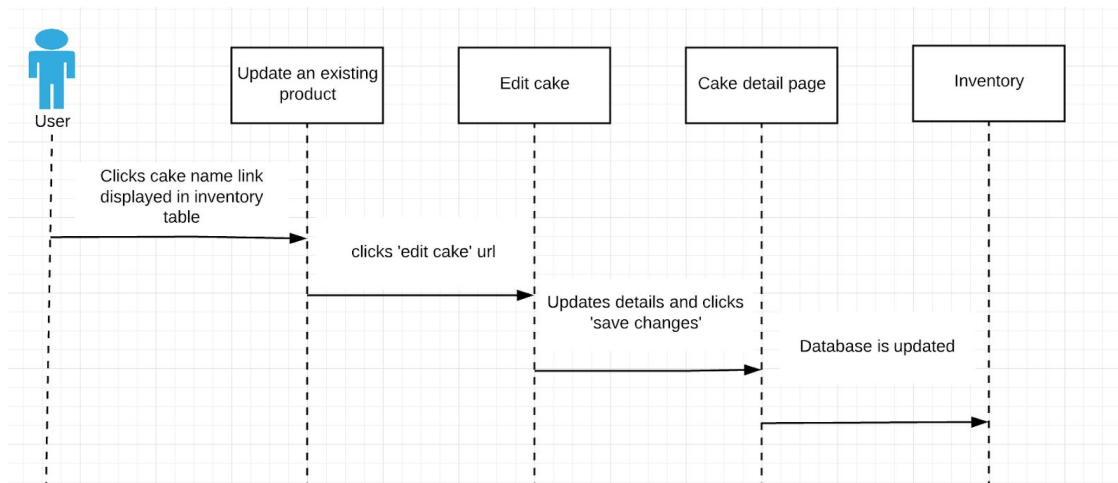 Update an existing
product
Edit cake
Cake detail page
Inventory
User
Clicks cake name link
displayed in inventory
table
clicks 'edit cake' url
Updates details and clicks
'save changes'
Database is updated